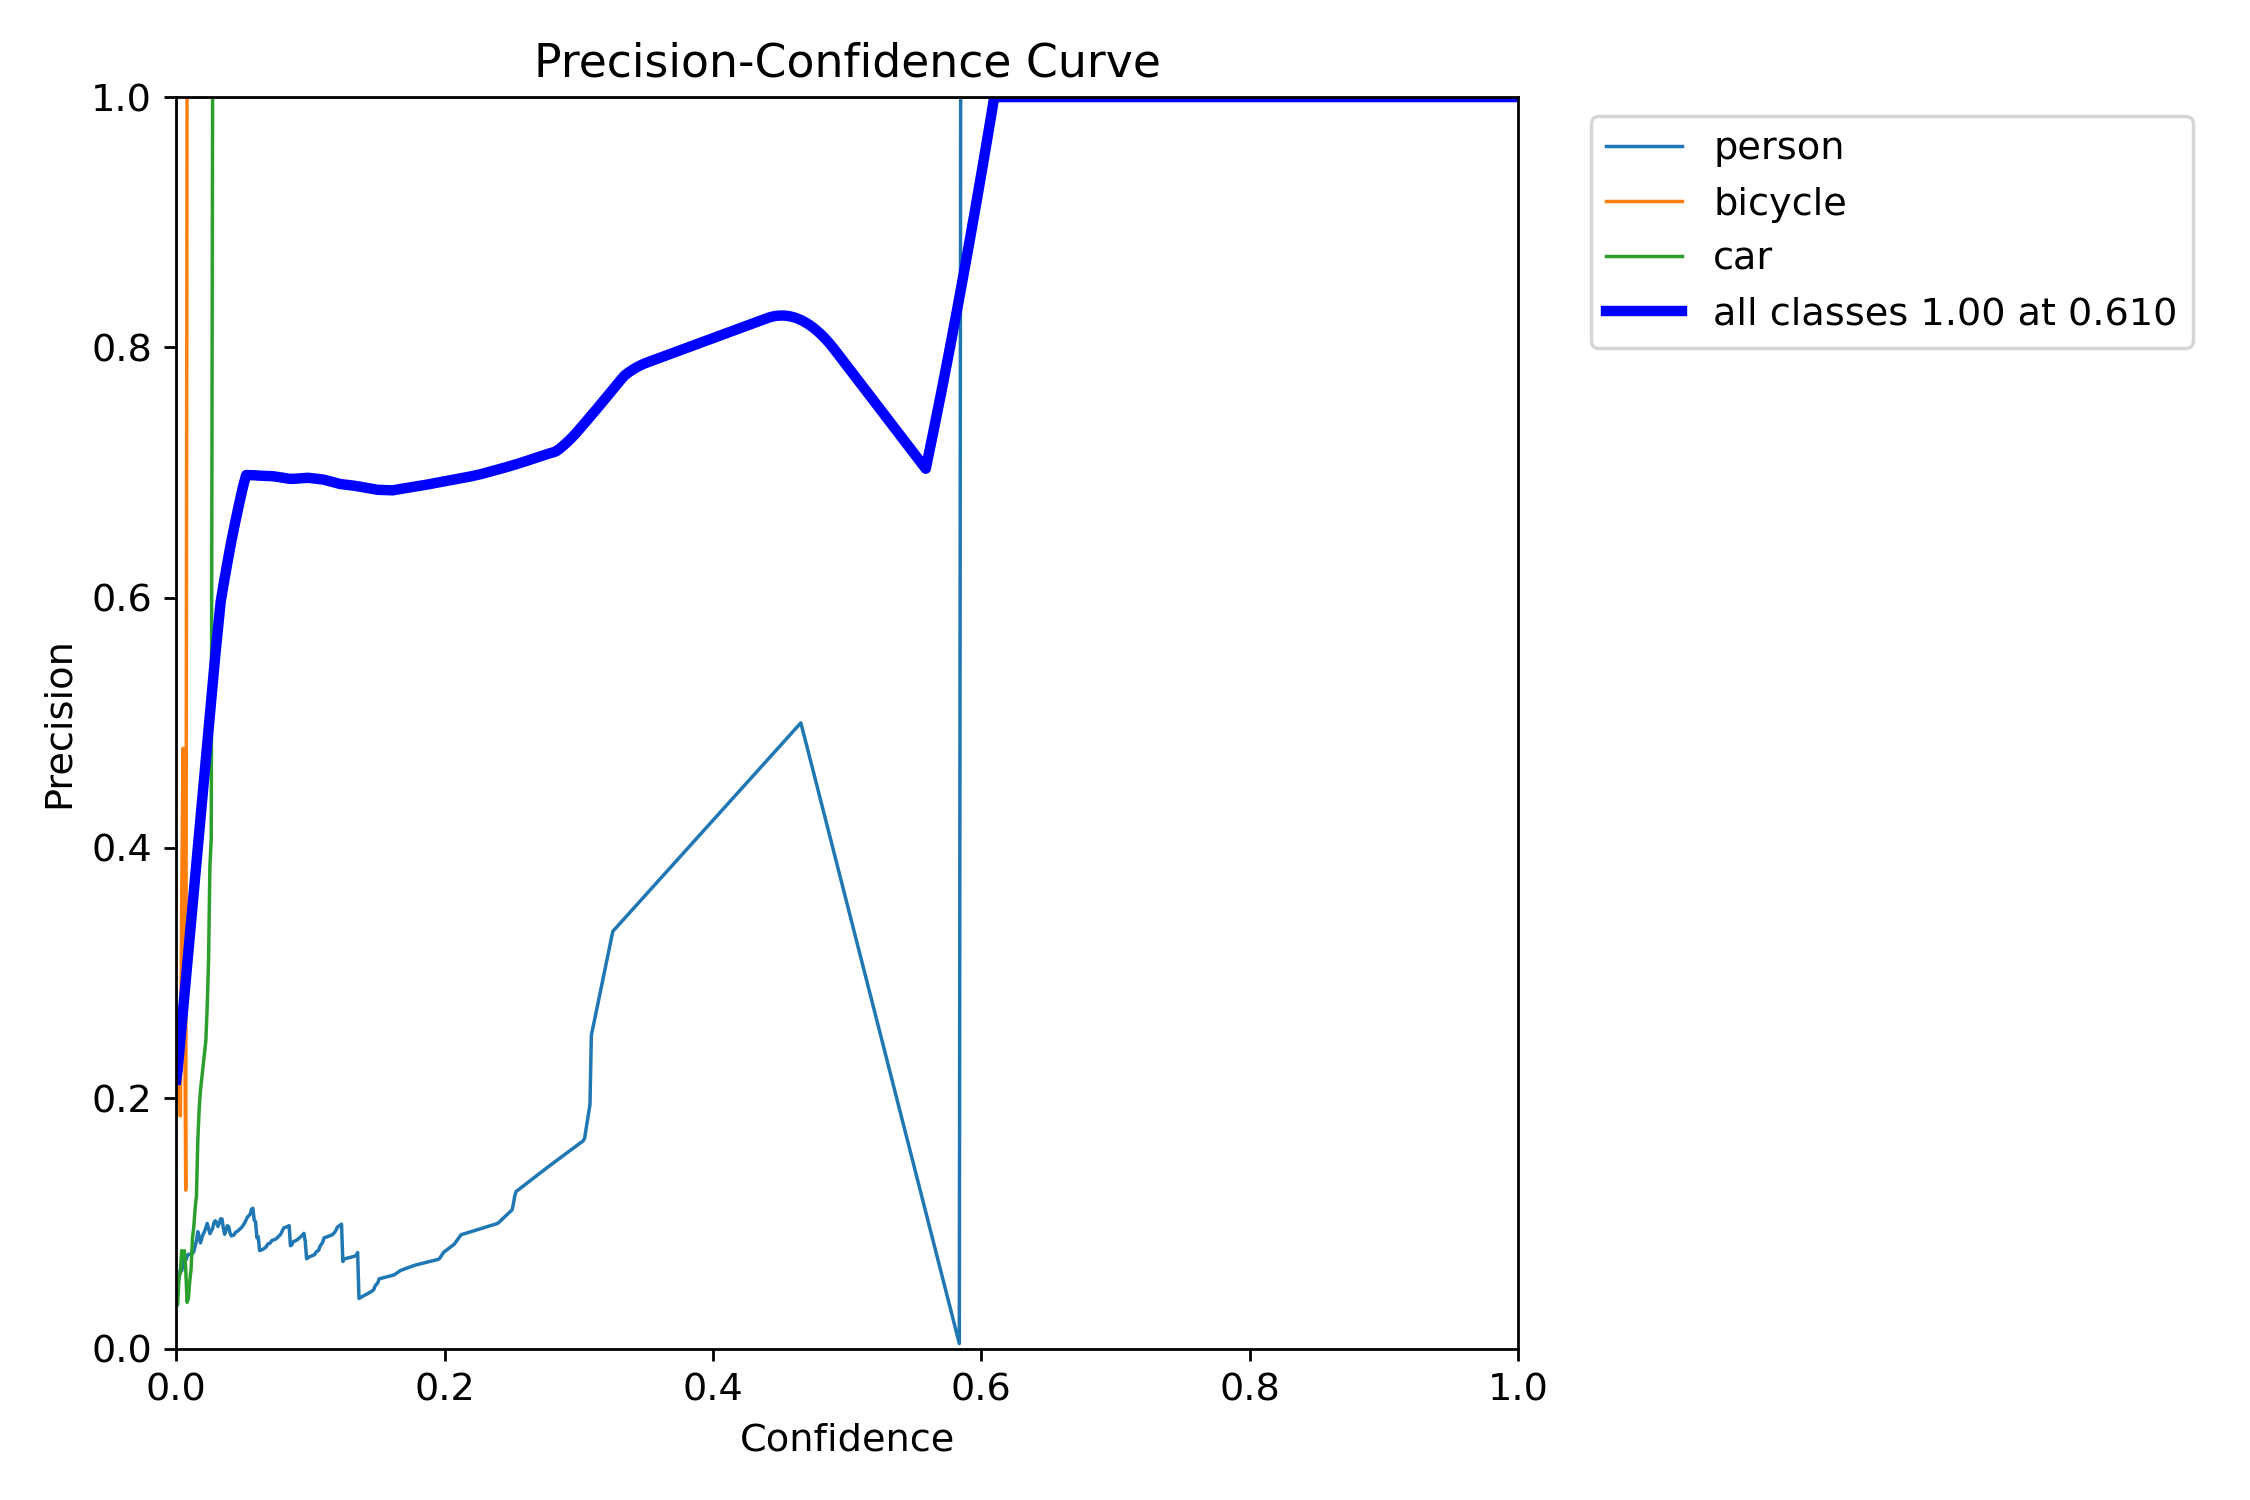 Precision-Confidence Curve
1.0
0.8
0.6
0.4
0.2
0.0
Precision
0.0 0.2 0.4 0.6 0.8 1.0
Confidence
person
bicycle
car
all classes 1.00 at 0.610